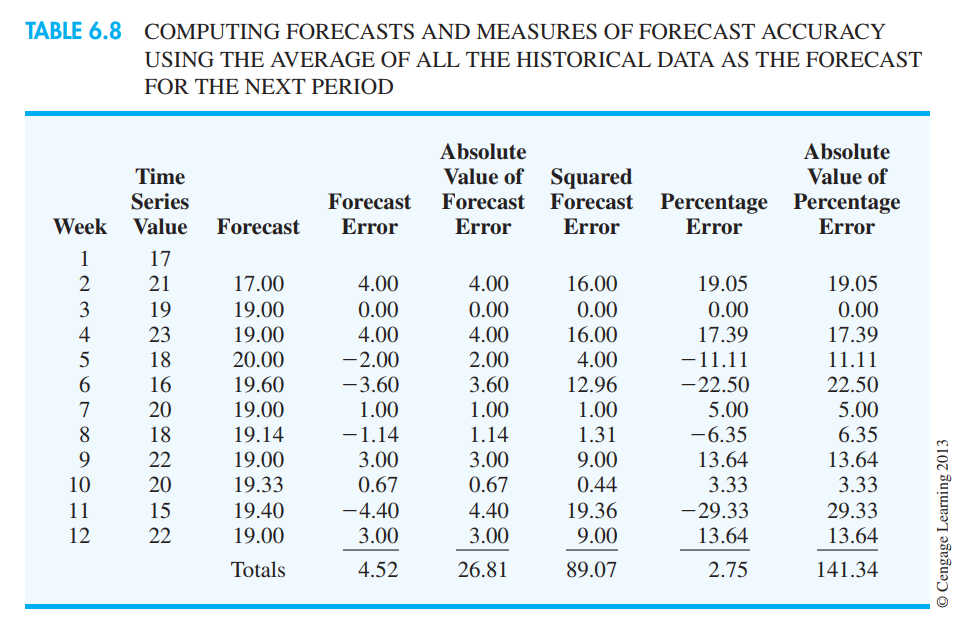 TABLE 6.8 COMPUTING FORECASTS AND MEASURES OF FORECAST ACCURACY
USING THE AVERAGE OF ALL THE HISTORICAL DATA AS THE FORECAST
FOR THE NEXT PERIOD
Absolute Absolute
Time Value of Squared Value of
Series Forecast Forecast Forecast Percentage Percentage
Week Value Forecast Error Error Error Error Error
1 17
2 21 17.00 4.00 4.00 16.00 19.05 19.05
3 19 19.00 0.00 0.00 0.00 0.00 0.00
4 23 19.00 4.00 4.00 16.00 17.39 17.39
5 18 20.00 −2.00 2.00 4.00 −11.11 11.11
6 16 19.60 −3.60 3.60 12.96 −22.50 22.50
7 20 19.00 1.00 1.00 1.00 5.00 5.00
8 18 19.14 −1.14 1.14 1.31 −6.35 6.35
9 22 19.00 3.00 3.00 9.00 13.64 13.64
10 20 19.33 0.67 0.67 0.44 3.33 3.33
11 15 19.40 −4.40 4.40 19.36 −29.33 29.33
12 22 19.00 3.00 3.00 9.00 13.64 13.64
Totals 4.52 26.81 89.07 2.75 141.34
© Cengage Learning 2013